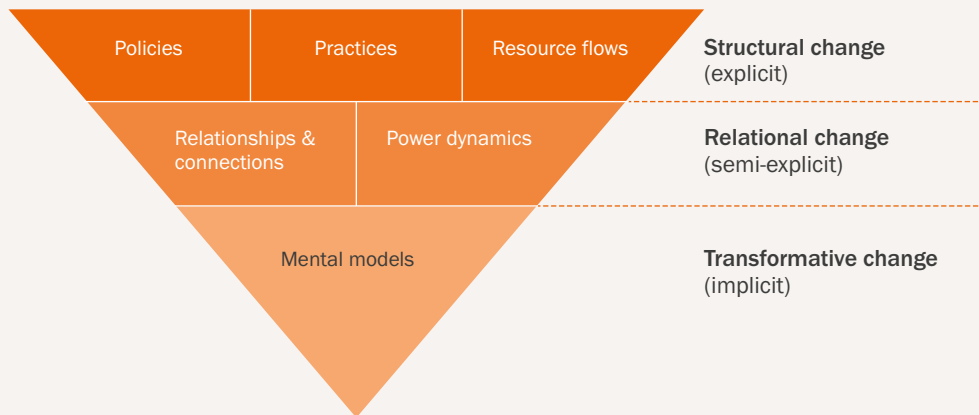 Policies
Practices
Resource flows
Structural change
(explicit)
Relationships &
connections
Power dynamics
Relational change
(semi-explicit)
Mental models
Transformative change
(implicit)